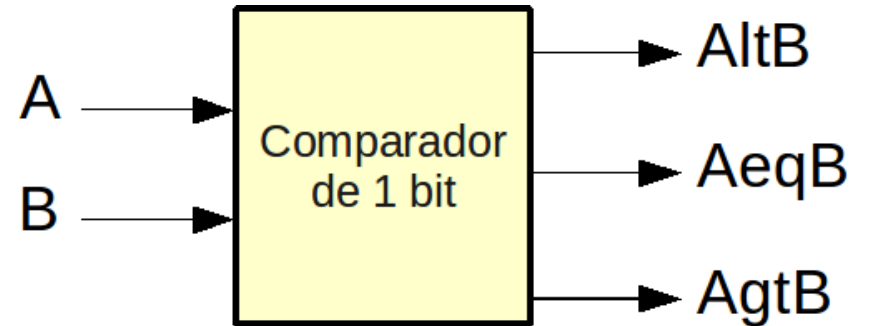 A
B
Comparador
de 1 bit
AltB
AeqB
AgtB